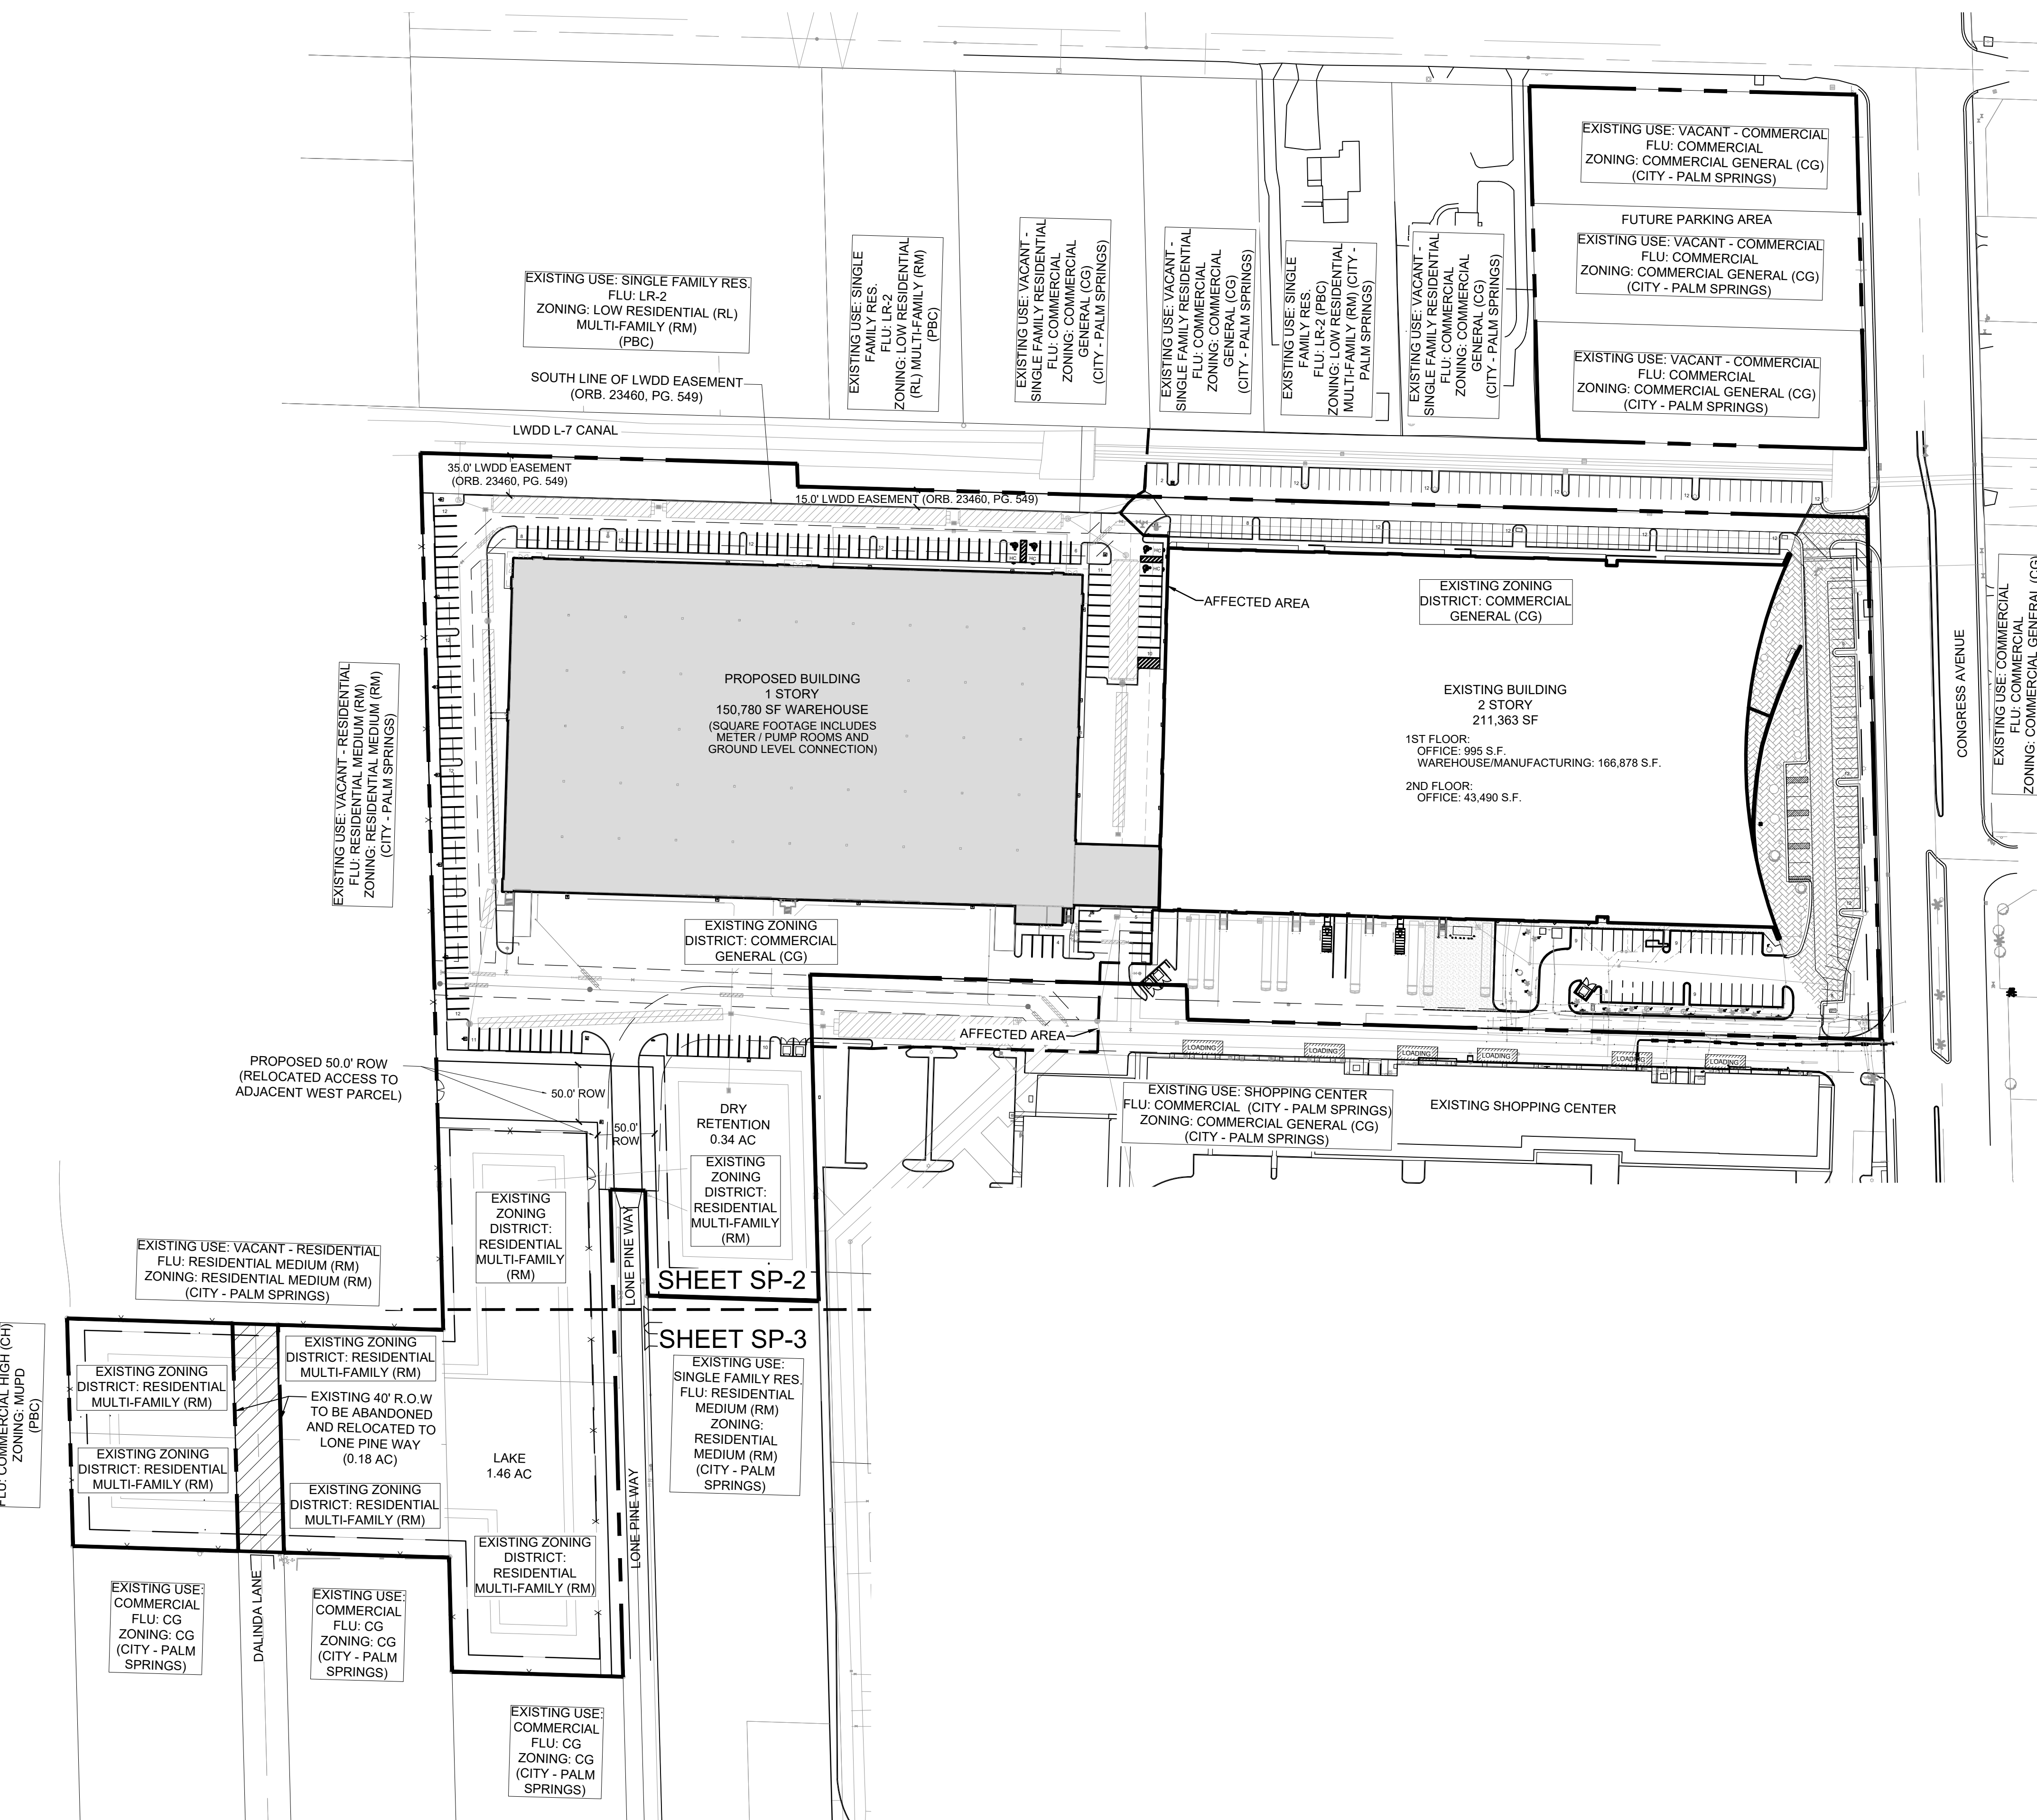 EXISTING USE: VACANT - COMMERCIAL
FLU: COMMERCIAL
ZONING: COMMERCIAL GENERAL (CG)
(CITY - PALM SPRINGS)
FUTURE PARKING AREA
EXISTING USE: VACANT - COMMERCIAL
FLU: COMMERCIAL
ZONING: COMMERCIAL GENERAL (CG)
(CITY - PALM SPRINGS)
EXISTING USE: VACANT - COMMERCIAL
FLU: COMMERCIAL
ZONING: COMMERCIAL GENERAL (CG)
(CITY - PALM SPRINGS)
EXISTING USE: SINGLE FAMILY RES.
FLU: LR-2
ZONING: LOW RESIDENTIAL (RL)
MULTI-FAMILY (RM)
(PBC)
EXISTING USE: SINGLE
FAMILY RES.
FLU: LR-2
ZONING: LOW RESIDENTIAL
(RL) MULTI-FAMILY (RM)
(PBC)
EXISTING USE: VACANT -
SINGLE FAMILY RESIDENTIAL
FLU: COMMERCIAL
ZONING: COMMERCIAL
GENERAL (CG)
(CITY - PALM SPRINGS)
EXISTING USE: VACANT -
SINGLE FAMILY RESIDENTIAL
FLU: COMMERCIAL
ZONING: COMMERCIAL
GENERAL (CG)
(CITY - PALM SPRINGS)
EXISTING USE: SINGLE
FAMILY RES.
FLU: LR-2 (PBC)
ZONING: LOW RESIDENTIAL
MULTI-FAMILY (RM) (CITY -
PALM SPRINGS)
EXISTING USE: VACANT -
SINGLE FAMILY RESIDENTIAL
FLU: COMMERCIAL
ZONING: COMMERCIAL
GENERAL (CG)
(CITY - PALM SPRINGS)
SOUTH LINE OF LWDD EASEMENT
(ORB. 23460, PG. 549)
LWDD L-7 CANAL
35.0' LWDD EASEMENT
(ORB. 23460, PG. 549)
15.0' LWDD EASEMENT (ORB. 23460, PG. 549)
AFFECTED AREA
EXISTING ZONING
DISTRICT: COMMERCIAL
GENERAL (CG)
PROPOSED BUILDING
1 STORY
150,780 SF WAREHOUSE
(SQUARE FOOTAGE INCLUDES
METER / PUMP ROOMS AND
GROUND LEVEL CONNECTION)
EXISTING BUILDING
2 STORY
211,363 SF
1ST FLOOR:
OFFICE: 995 S.F.
WAREHOUSE/MANUFACTURING: 166,878 S.F.
2ND FLOOR:
OFFICE: 43,490 S.F.
CONGRESS AVENUE
EXISTING USE: COMMERCIAL
FLU: COMMERCIAL
ZONING: COMMERCIAL GENERAL (CG)
EXISTING USE: VACANT - RESIDENTIAL
FLU: RESIDENTIAL MEDIUM (RM)
ZONING: RESIDENTIAL MEDIUM (RM)
(CITY - PALM SPRINGS)
EXISTING ZONING
DISTRICT: COMMERCIAL
GENERAL (CG)
AFFECTED AREA
LOADING
LOADING
LOADING
LOADING
LOADING
LOADING
PROPOSED 50.0' ROW
(RELOCATED ACCESS TO
ADJACENT WEST PARCEL)
50.0' ROW
50.0'
ROW
DRY
RETENTION
0.34 AC
EXISTING
ZONING
DISTRICT:
RESIDENTIAL
MULTI-FAMILY
(RM)
EXISTING USE: SHOPPING CENTER
FLU: COMMERCIAL (CITY - PALM SPRINGS)
ZONING: COMMERCIAL GENERAL (CG)
(CITY - PALM SPRINGS)
EXISTING SHOPPING CENTER
EXISTING
ZONING
DISTRICT:
RESIDENTIAL
MULTI-FAMILY
(RM)
LONE PINE WAY
SHEET SP-2
SHEET SP-3
EXISTING USE: VACANT - RESIDENTIAL
FLU: RESIDENTIAL MEDIUM (RM)
ZONING: RESIDENTIAL MEDIUM (RM)
(CITY - PALM SPRINGS)
FLU: COMMERCIAL HIGH (CH)
ZONING: MUPD
(PBC)
EXISTING ZONING
DISTRICT: RESIDENTIAL
MULTI-FAMILY (RM)
EXISTING ZONING
DISTRICT: RESIDENTIAL
MULTI-FAMILY (RM)
EXISTING 40' R.O.W
TO BE ABANDONED
AND RELOCATED TO
LONE PINE WAY
(0.18 AC)
EXISTING ZONING
DISTRICT: RESIDENTIAL
MULTI-FAMILY (RM)
EXISTING ZONING
DISTRICT: RESIDENTIAL
MULTI-FAMILY (RM)
LAKE
1.46 AC
EXISTING USE:
SINGLE FAMILY RES.
FLU: RESIDENTIAL
MEDIUM (RM)
ZONING:
RESIDENTIAL
MEDIUM (RM)
(CITY - PALM
SPRINGS)
LONE PINE WAY
EXISTING ZONING
DISTRICT:
RESIDENTIAL
MULTI-FAMILY (RM)
EXISTING USE:
COMMERCIAL
FLU: CG
ZONING: CG
(CITY - PALM
SPRINGS)
DALINDA LANE
EXISTING USE:
COMMERCIAL
FLU: CG
ZONING: CG
(CITY - PALM
SPRINGS)
EXISTING USE:
COMMERCIAL
FLU: CG
ZONING: CG
(CITY - PALM
SPRINGS)